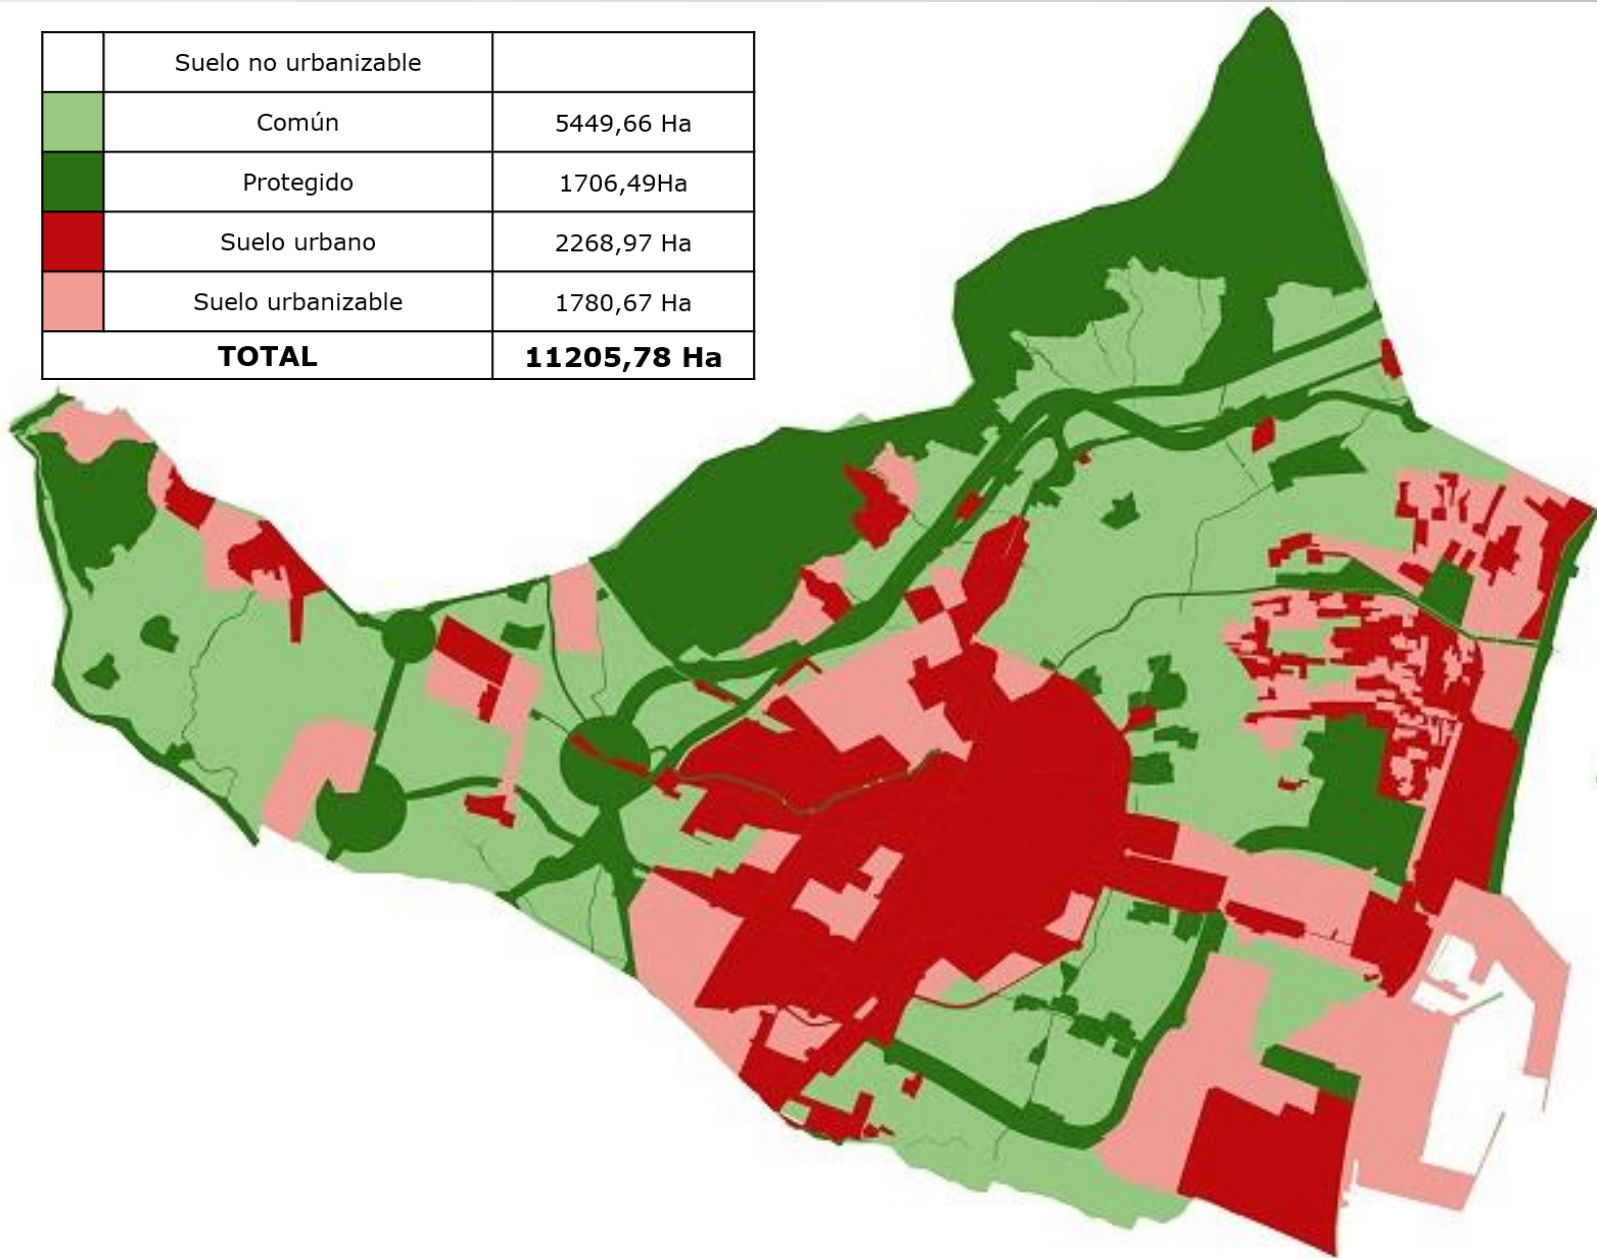 Suelo no urbanizable
Común 5449,66 Ha
Protegido 1706,49Ha
Suelo urbano 2268,97 Ha
Suelo urbanizable 1780,67 Ha
TOTAL 11205,78 Ha